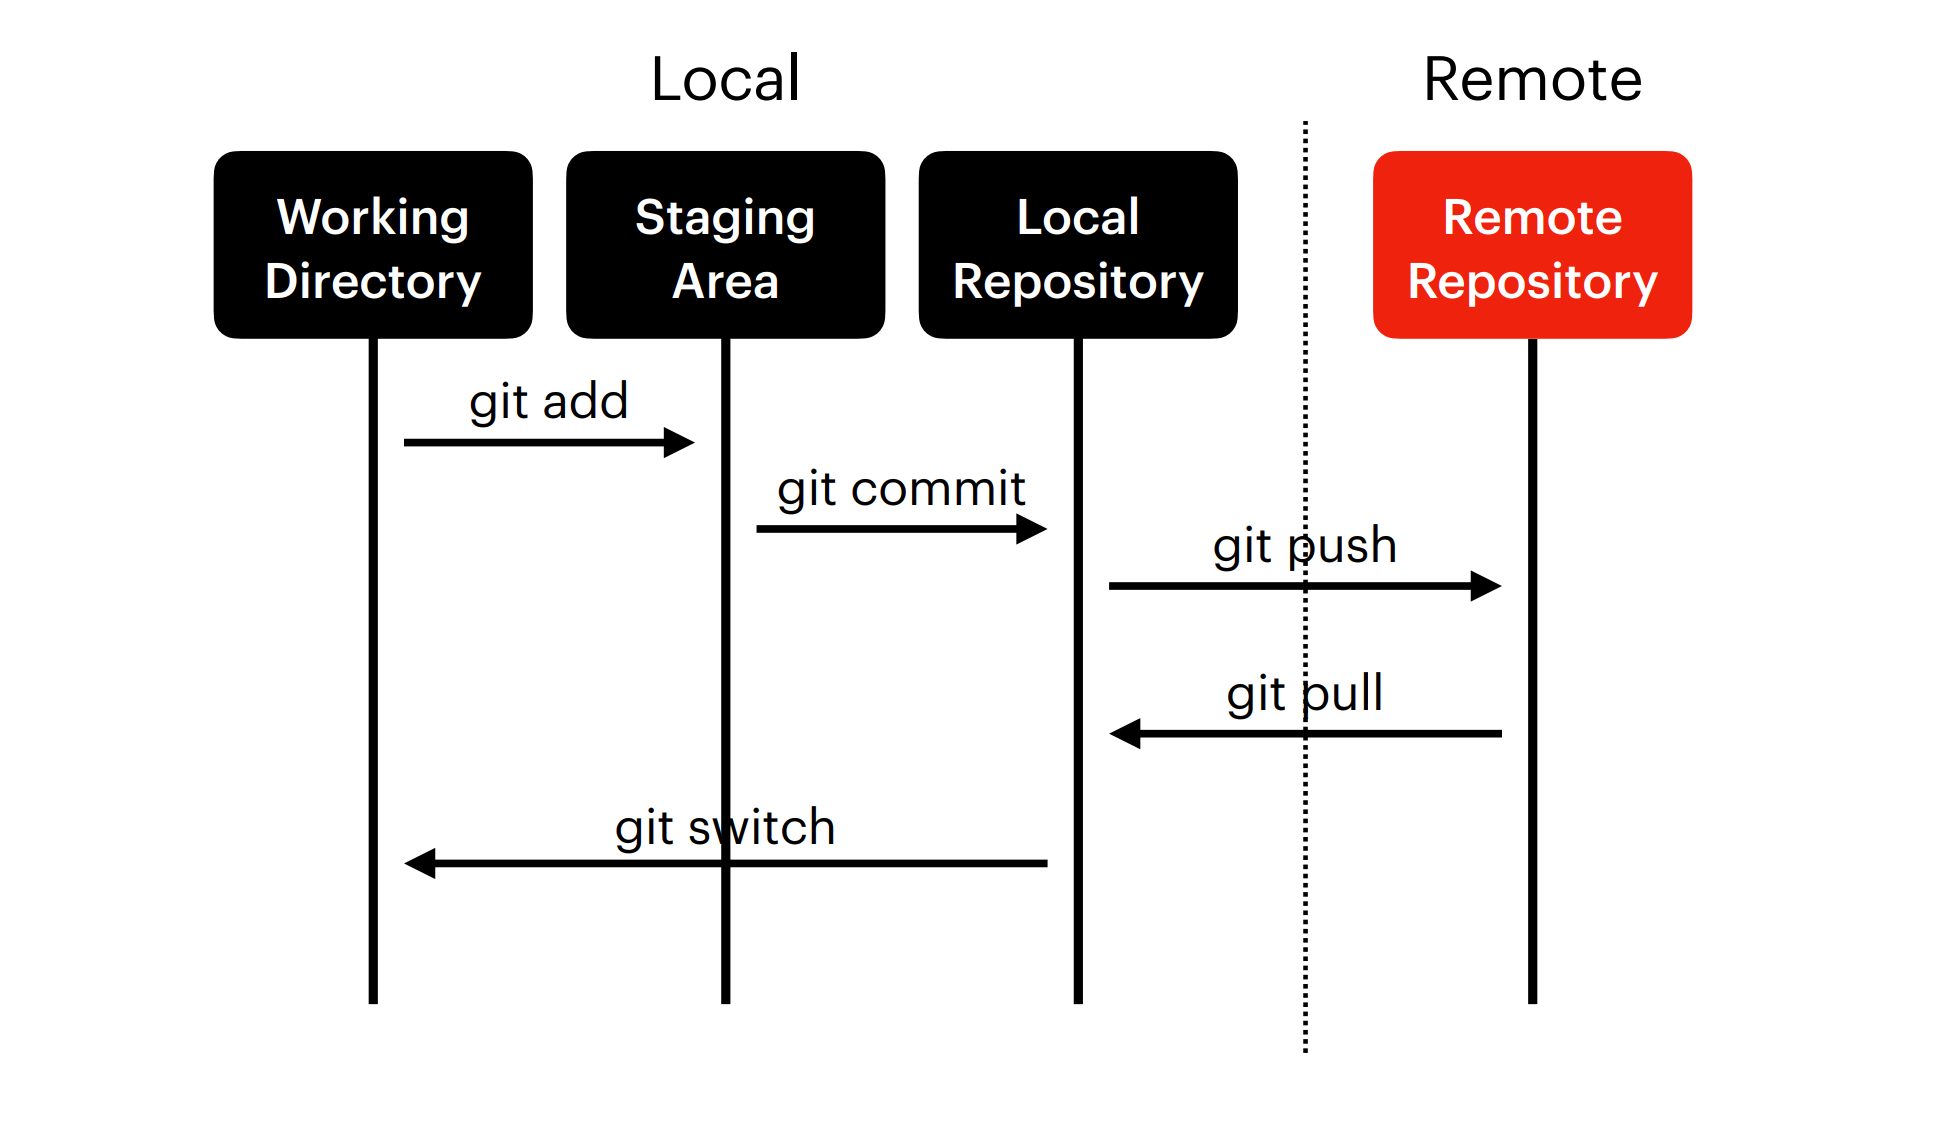 Local
Remote
Working
Directory
Staging
Area
Local
Repository
Remote
Repository
git add
git commit
git push
git pull
git switch